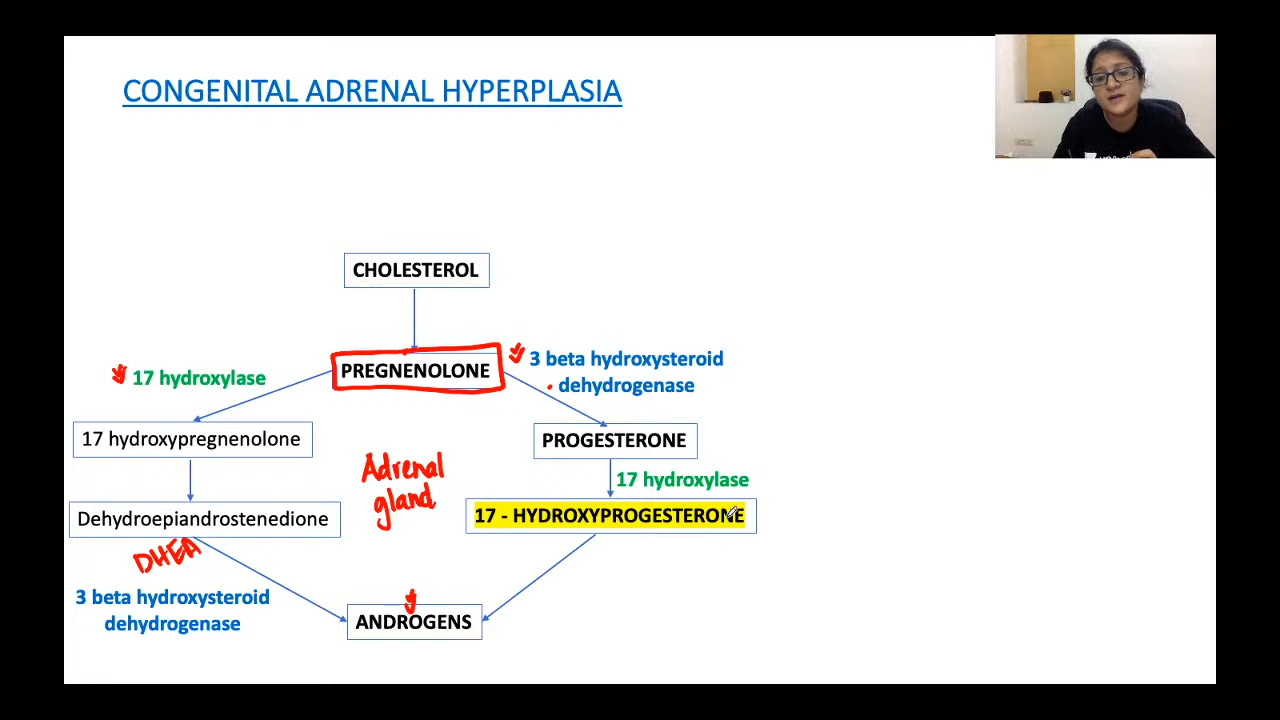 CONGENITAL ADRENAL HYPERPLASIA
CHOLESTEROL
PREGNENOLONE
3 beta hydroxysteroid
dehydrogenase
17 hydroxylase
17 hydroxypregnenolone
PROGESTERONE
Adrenal
gland
17 hydroxylase
Dehydroepiandrostenedione
17 - HYDROXYPROGESTERONE
DHEA
3 beta hydroxysteroid
dehydrogenase
ANDROGENS